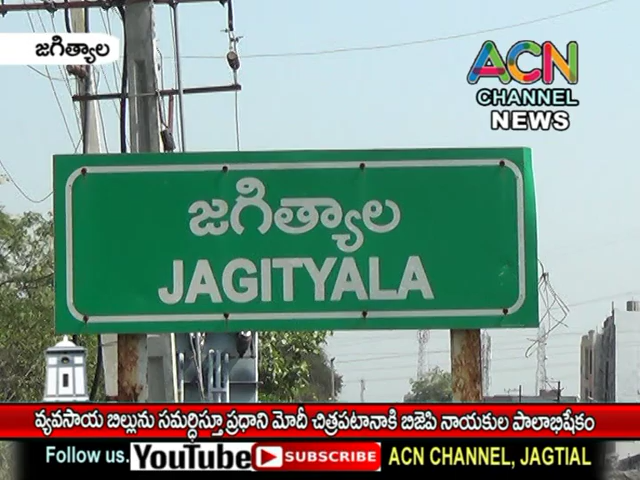 జగిత్యాల
ACN
CHANNEL
NEWS
జగిత్యాల
JAGITYALA
వ్యవసాయ బిల్లును సమర్ధిస్తూ ప్రధాని మోదీ చిత్రపటానికి బిజెపి నాయకుల పాలాభిషేకం
Follow us. YouTube SUBSCRIBE ACN CHANNEL, JAGTIAL